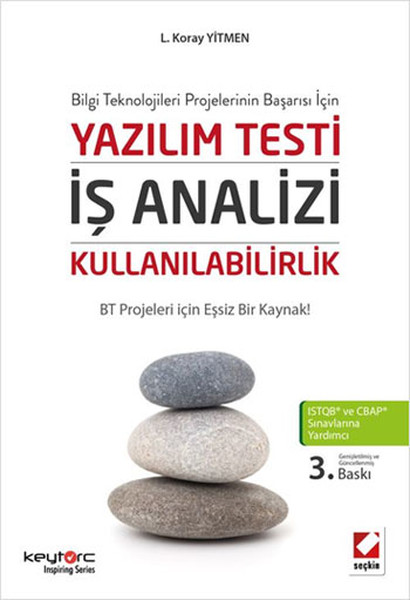 L. Koray YİTMEN
Bilgi Teknolojileri Projelerinin Başarısı İçin
YAZILIM TESTİ
İŞ ANALİZİ
KULLANILABİLİRLİK
BT Projeleri için Eşsiz Bir Kaynak!
ISTQB® ve CBAP®
Sınavlarına
Yardımcı
Genişletilmiş ve
Güncellenmiş
3. Baskı
keytorc
Inspiring Series
seçkin